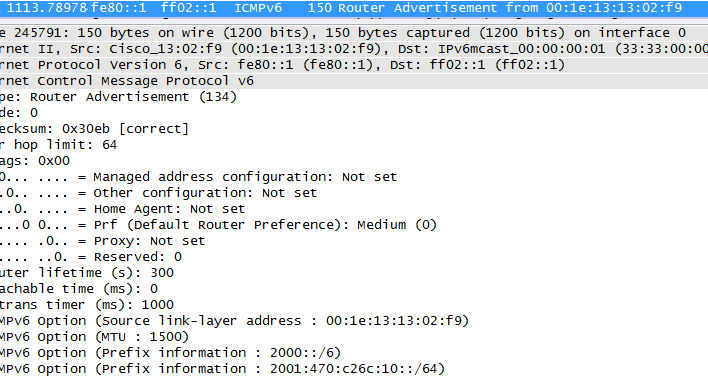 1113.78978 fe80::1 ff02::1 ICMPv6 150 Router Advertisement from 00:1e:13:13:02:f9
e 245791: 150 bytes on wire (1200 bits), 150 bytes captured (1200 bits) on interface 0
rnet II, Src: Cisco_13:02:f9 (00:1e:13:13:02:f9), Dst: IPv6mcast_00:00:00:01 (33:33:00:00
rnet Protocol Version 6, Src: fe80::1 (fe80::1), Dst: ff02::1 (ff02::1)
rnet Control Message Protocol v6
pe: Router Advertisement (134)
de: 0
ecksum: 0x30eb [correct]
r hop limit: 64
ags: 0x00
0... .... = Managed address configuration: Not set
.0.. .... = Other configuration: Not set
..0. .... = Home Agent: Not set
...0 0... = Prf (Default Router Preference): Medium (0)
.... .0.. = Proxy: Not set
.... ..0. = Reserved: 0
uter lifetime (s): 300
achable time (ms): 0
trans timer (ms): 1000
MPv6 Option (Source link-layer address : 00:1e:13:13:02:f9)
MPv6 Option (MTU : 1500)
MPv6 Option (Prefix information : 2000::/6)
MPv6 Option (Prefix information : 2001:470:c26c:10::/64)